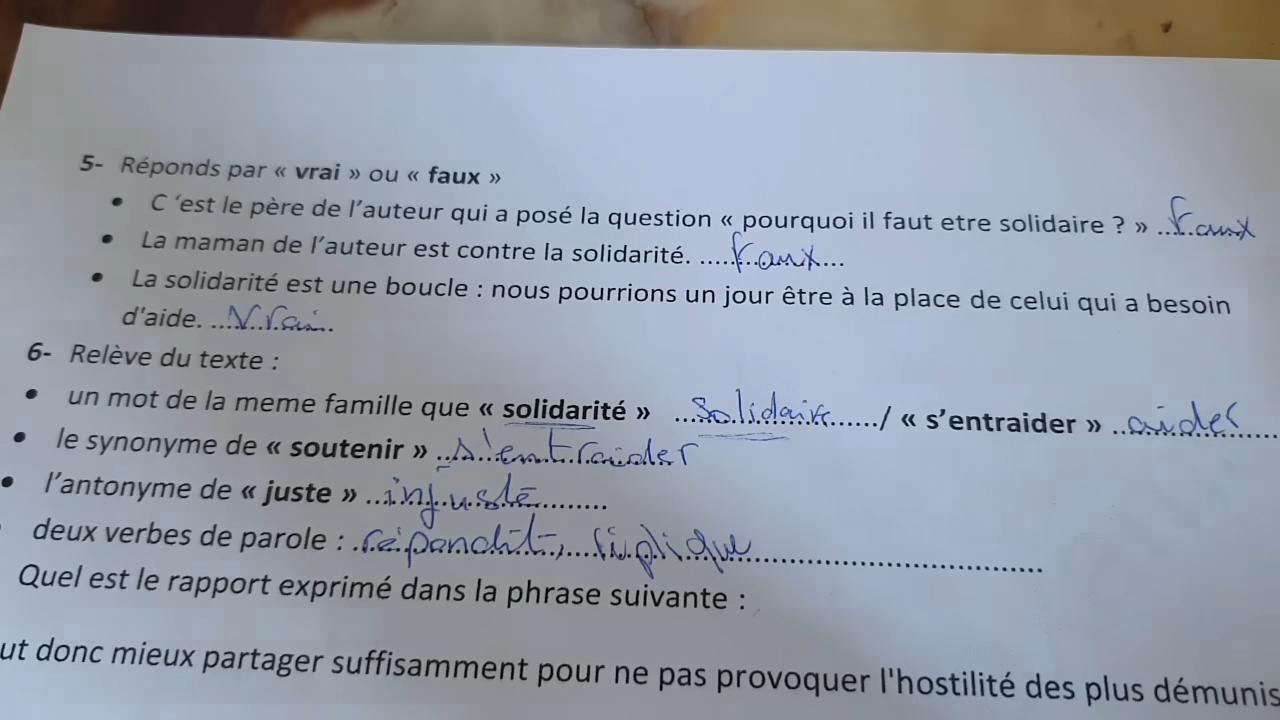 5- Réponds par « vrai » ou « faux »
• C 'est le père de l'auteur qui a posé la question « pourquoi il faut etre solidaire ? » ......faux
• La maman de l'auteur est contre la solidarité. .....faux...
• La solidarité est une boucle : nous pourrions un jour être à la place de celui qui a besoin
d'aide. ...Vrai..
6- Relève du texte :
• un mot de la meme famille que « solidarité » ...solidaire....../ « s'entraider » ..aider.....
• le synonyme de « soutenir » ..s'entraider
• l'antonyme de « juste » ...injuste.........
deux verbes de parole : .répondit,....réplique..............................
Quel est le rapport exprimé dans la phrase suivante :
ut donc mieux partager suffisamment pour ne pas provoquer l'hostilité des plus démunis